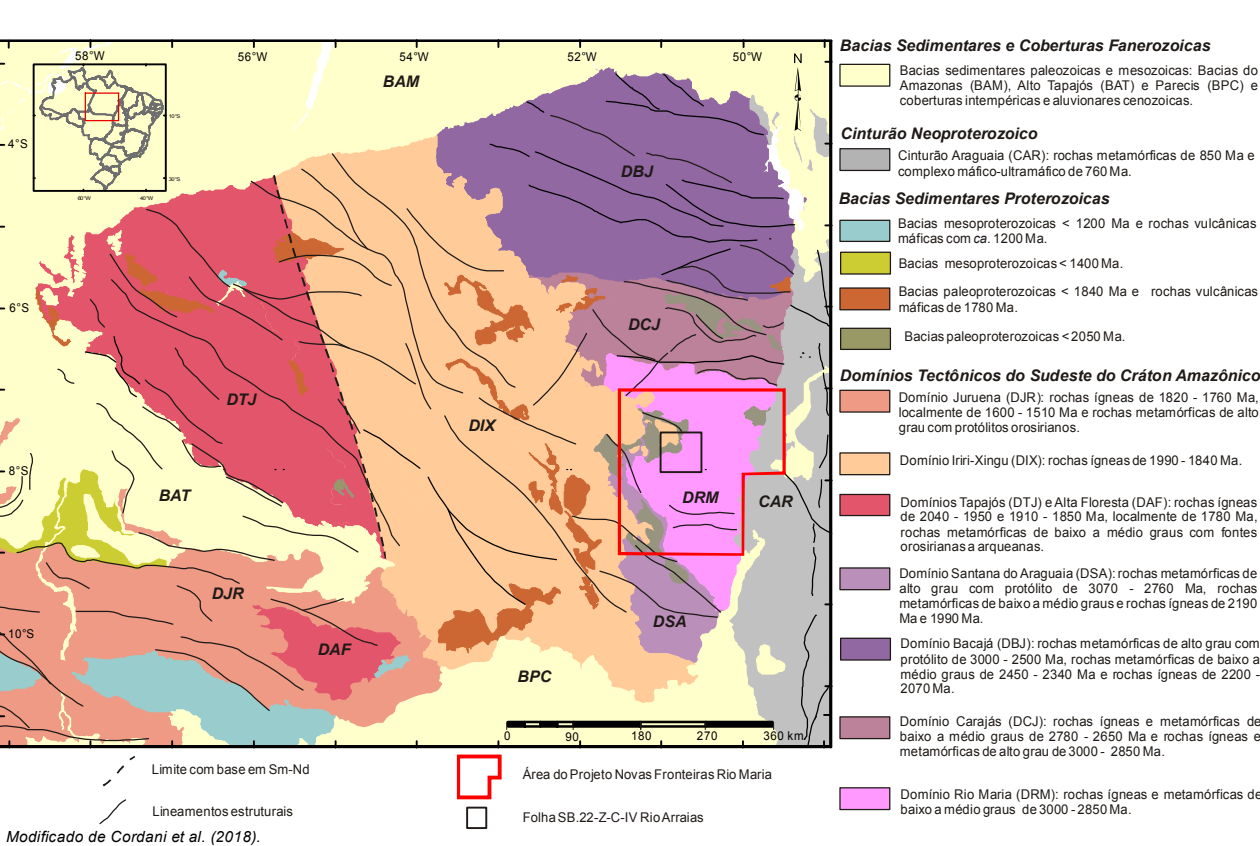 58°W
56°W
54°W
52°W
50°W
4°S
6°S
8°S
10°S
10°S
30°S
60°W
40°W
N
BAM
DBJ
DCJ
DTJ
DIX
BAT
DRM
CAR
DJR
DSA
DAF
BPC
0 90 180 270 360 km
Limite com base em Sm-Nd
Lineamentos estruturais
Área do Projeto Novas Fronteiras Rio Maria
Folha SB.22-Z-C-IV Rio Arraias
Modificado de Cordani et al. (2018).
Bacias Sedimentares e Coberturas Fanerozoicas
Bacias sedimentares paleozoicas e mesozoicas: Bacias do
Amazonas (BAM), Alto Tapajós (BAT) e Parecis (BPC) e
coberturas intempéricas e aluvionares cenozoicas.
Cinturão Neoproterozoico
Cinturão Araguaia (CAR): rochas metamórficas de 850 Ma e
complexo máfico-ultramáfico de 760 Ma.
Bacias Sedimentares Proterozoicas
Bacias mesoproterozoicas < 1200 Ma e rochas vulcânicas
máficas com ca. 1200 Ma.
Bacias mesoproterozoicas < 1400 Ma.
Bacias paleoproterozoicas < 1840 Ma e rochas vulcânicas
máficas de 1780 Ma.
Bacias paleoproterozoicas < 2050 Ma.
Domínios Tectônicos do Sudeste do Cráton Amazônico
Domínio Juruena (DJR): rochas ígneas de 1820 - 1760 Ma,
localmente de 1600 - 1510 Ma e rochas metamórficas de alto
grau com protólitos orosirianos.
Domínio Iriri-Xingu (DIX): rochas ígneas de 1990 - 1840 Ma.
Domínios Tapajós (DTJ) e Alta Floresta (DAF): rochas ígneas
de 2040 - 1950 e 1910 - 1850 Ma, localmente de 1780 Ma,
rochas metamórficas de baixo a médio graus com fontes
orosirianas a arqueanas.
Domínio Santana do Araguaia (DSA): rochas metamórficas de
alto grau com protólito de 3070 - 2760 Ma, rochas
metamórficas de baixo a médio graus e rochas ígneas de 2190
Ma e 1990 Ma.
Domínio Bacajá (DBJ): rochas metamórficas de alto grau com
protólito de 3000 - 2500 Ma, rochas metamórficas de baixo a
médio graus de 2450 - 2340 Ma e rochas ígneas de 2200 -
2070 Ma.
Domínio Carajás (DCJ): rochas ígneas e metamórficas de
baixo a médio graus de 2780 - 2650 Ma e rochas ígneas e
metamórficas de alto grau de 3000 - 2850 Ma.
Domínio Rio Maria (DRM): rochas ígneas e metamórficas de
baixo a médio graus de 3000 - 2850 Ma.